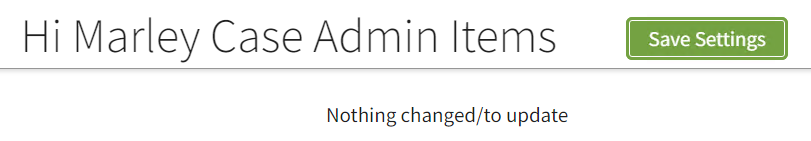 Hi Marley Case Admin Items
Save Settings
Nothing changed/to update